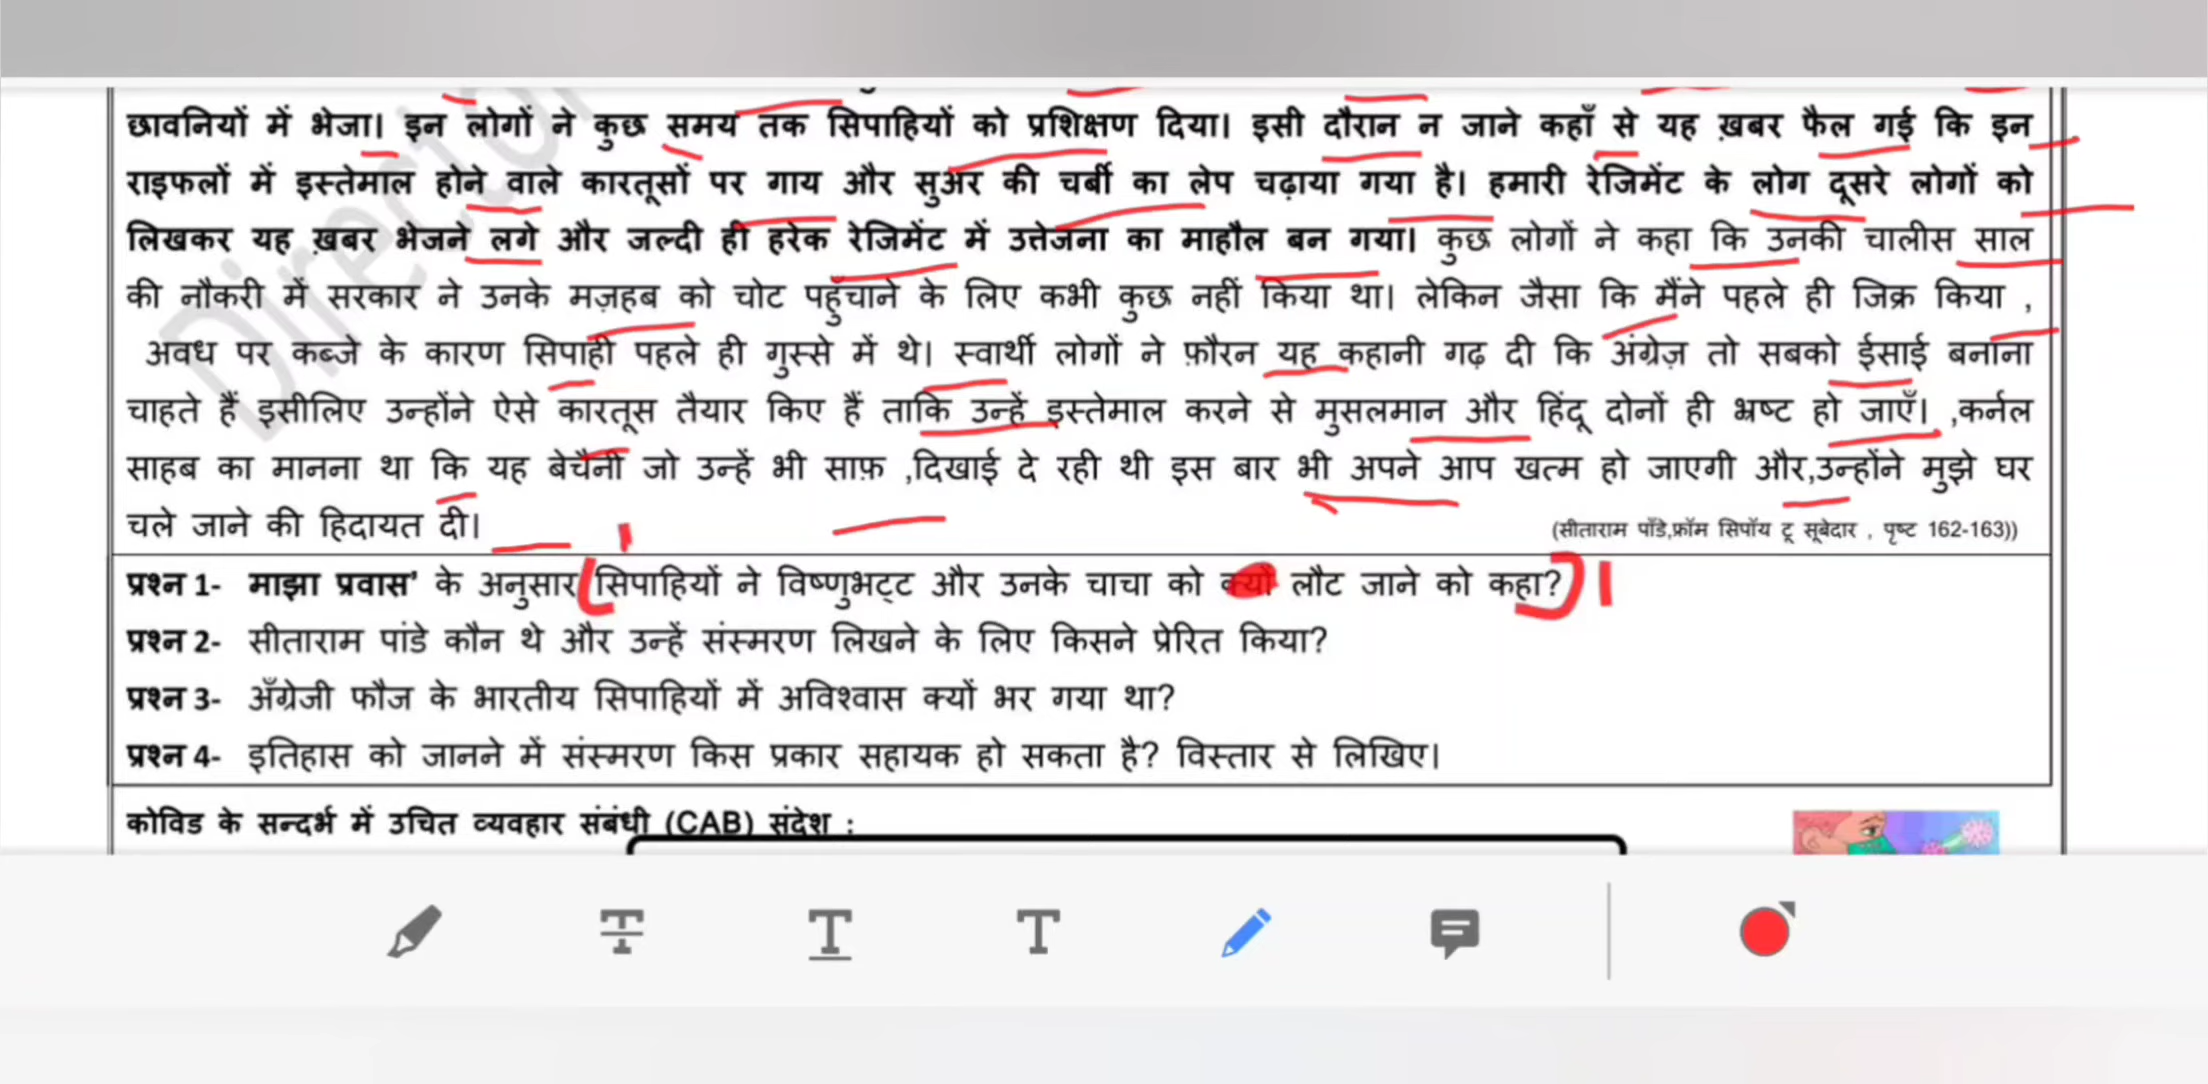 छावनियों में भेजा। इन लोगों ने कुछ समय तक सिपाहियों को प्रशिक्षण दिया। इसी दौरान न जाने कहाँ से यह ख़बर फैल गई कि इन
राइफलों में इस्तेमाल होने वाले कारतूसों पर गाय और सुअर की चर्बी का लेप चढ़ाया गया है। हमारी रेजिमेंट के लोग दूसरे लोगों को
लिखकर यह ख़बर भेजने लगे और जल्दी ही हरेक रेजिमेंट में उत्तेजना का माहौल बन गया। कुछ लोगों ने कहा कि उनकी चालीस साल
की नौकरी में सरकार ने उनके मज़हब को चोट पहुँचाने के लिए कभी कुछ नहीं किया था। लेकिन जैसा कि मैंने पहले ही जिक्र किया ,
अवध पर कब्जे के कारण सिपाही पहले ही गुस्से में थे। स्वार्थी लोगों ने फ़ौरन यह कहानी गढ़ दी कि अंग्रेज़ तो सबको ईसाई बनाना
चाहते हैं इसीलिए उन्होंने ऐसे कारतूस तैयार किए हैं ताकि उन्हें इस्तेमाल करने से मुसलमान और हिंदू दोनों ही भ्रष्ट हो जाएँ। ,कर्नल
साहब का मानना था कि यह बेचैनी जो उन्हें भी साफ़ ,दिखाई दे रही थी इस बार भी अपने आप खत्म हो जाएगी और,उन्होंने मुझे घर
चले जाने की हिदायत दी।
(सीताराम पाँडे,फ्रॉम सिपॉय टू सूबेदार , पृष्ट 162-163))
प्रश्न 1- माझा प्रवास' के अनुसार सिपाहियों ने विष्णुभट्ट और उनके चाचा को क्यों लौट जाने को कहा?
प्रश्न 2- सीताराम पांडे कौन थे और उन्हें संस्मरण लिखने के लिए किसने प्रेरित किया?
प्रश्न 3- अँग्रेजी फौज के भारतीय सिपाहियों में अविश्वास क्यों भर गया था?
प्रश्न 4- इतिहास को जानने में संस्मरण किस प्रकार सहायक हो सकता है? विस्तार से लिखिए।
कोविड के सन्दर्भ में उचित व्यवहार संबंधी (CAB) संदेश :